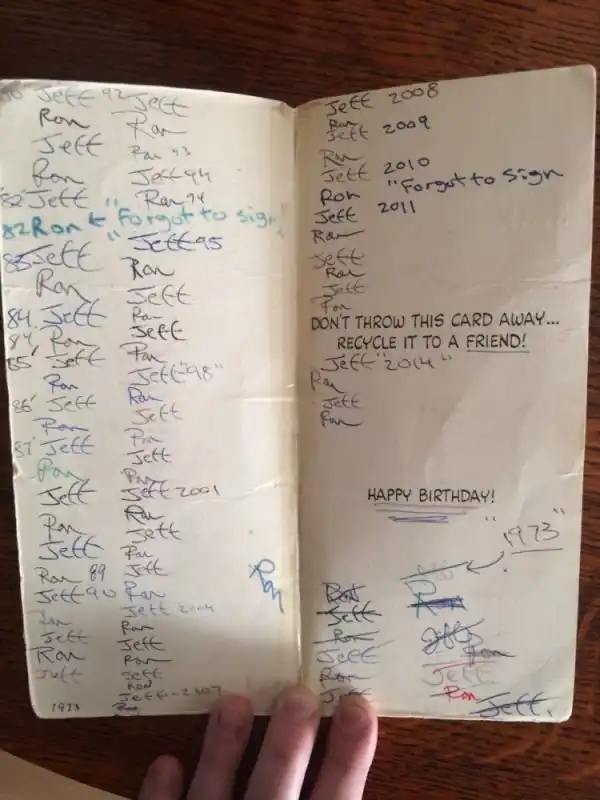 Jeff 92 Jeff
Ron Ron
Jeff Ron 93
Ron Jeff 94
'82 Jeff Ron 94
82 Ron ← "Forgot to sign"
Jeff 95
83 Jeff Ron
Ron Jeff
84. Jeff Ron
84' Ron Jeff
85' Jeff Ron
Ron Jeff "98"
86' Jeff Ron
Ron Jeff
87' Jeff Ron
Ron Jeff
Jeff Ron
Ron Jeff 2001
Jeff Ron
Ron 89 Jeff
Jeff 90 Ron
Ron Jeff
Jeff Ron
Ron Jeff 2004
Jeff Ron
Jeff
Ron
Jeff
Ron
Jeff - 2007
Ron
1973
Ron
Jeff 2008
Ron
Jeff 2009
Ron
Jeff 2010
Ron "Forgot to Sign
Jeff 2011
Ron
Jeff
Ron
Jeff
Ron
DON'T THROW THIS CARD AWAY...
RECYCLE IT TO A FRIEND!
Jeff "2014"
Ron
Jeff
Ron
HAPPY BIRTHDAY!
"1973"
Ron Ron
Jeff
Ron Jeff
Jeff Ron
Ron Jeff
Jeff Ron
Jeff.